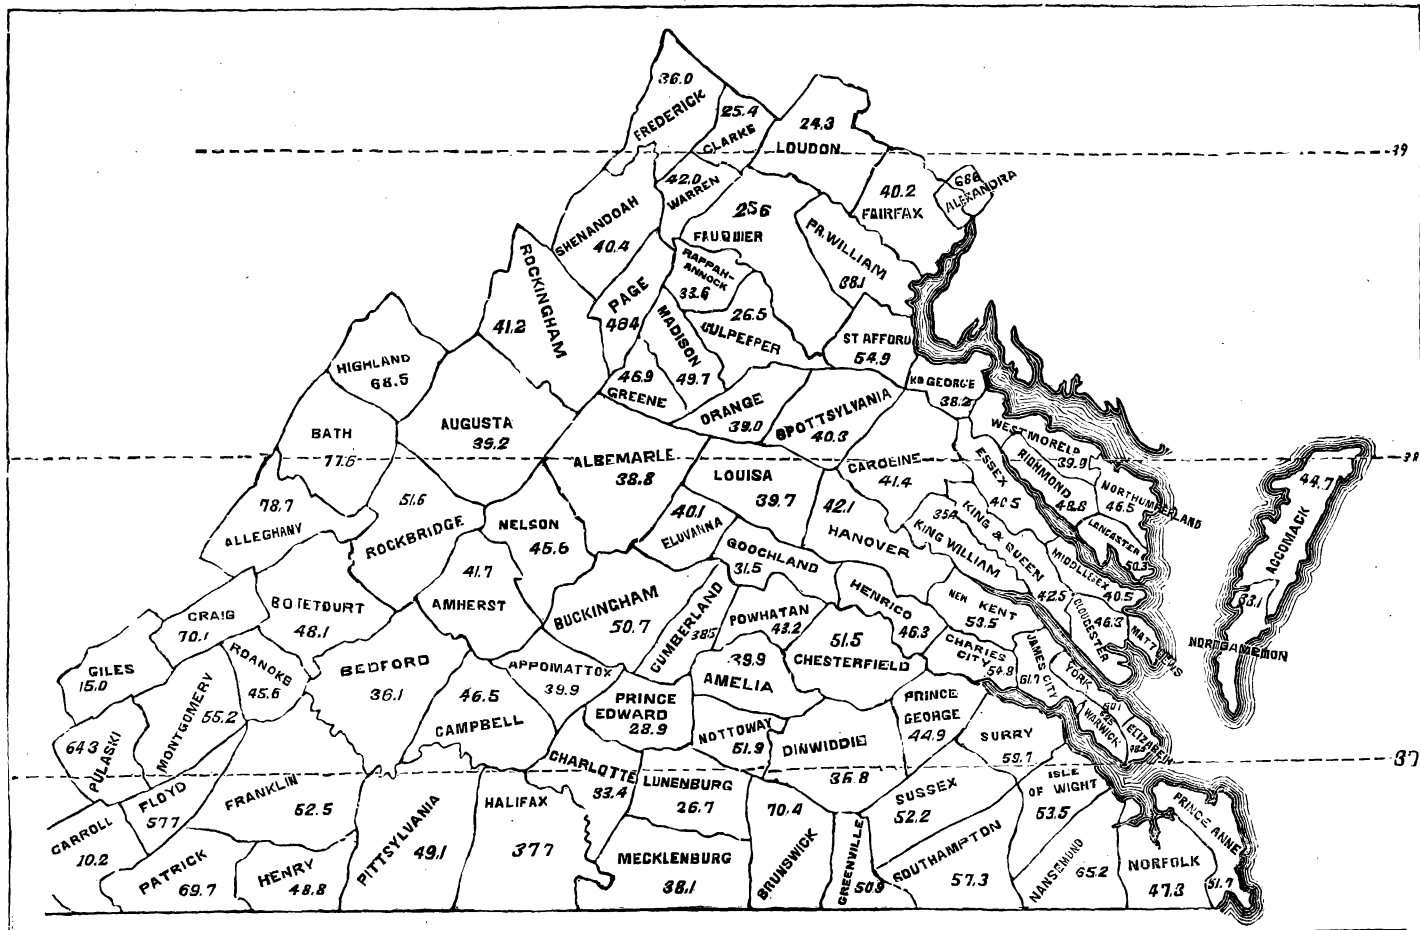 36.0
FREDERICK
25.4
CLARKE
24.3
LOUDON
39
42.0
WARREN
40.2
FAIRFAX
ALEXANDRA
SHENANDOAH
40.4
256
FAUQUIER
PR. WILLIAM
38.1
ROCKINGHAM
41.2
PAGE
484
RAPPAH-
ANNOCK
33.6
MADISON
49.7
26.5
CULPEPPER
STAFFORD
54.9
HIGHLAND
68.5
46.9
GREENE
KG GEORGE
38.2
AUGUSTA
39.2
ORANGE
39.0
SPOTTSYLVANIA
40.3
BATH
77.6
WESTMORELD
39.9
RICHMOND
48.8
ESSEX
40.5
NORTHUMBERLAND
46.5
LANCASTER
50.3
38
ALBEMARLE
38.8
LOUISA
39.7
CAROLINE
41.4
44.7
ACCOMACK
33.1
NORTHAMPTON
78.7
ALLEGHANY
51.6
ROCKBRIDGE
NELSON
45.6
40.1
FLUVANNA
42.1
HANOVER
KING WILLIAM
KING & QUEEN
42.5
MIDDLESEX
40.5
GOOCHLAND
31.5
41.7
AMHERST
BUCKINGHAM
50.7
CUMBERLAND
POWHATAN
43.2
HENRICO
46.3
NEW KENT
53.5
GLOUCESTER
46.3
MATTHEWS
CRAIG
70.1
BOTETOURT
48.1
GILES
15.0
ROANOKE
45.6
BEDFORD
36.1
APPOMATTOX
39.9
39.9
AMELIA
51.5
CHESTERFIELD
CHARLES
CITY 54.8
JAMES CITY
61.7
YORK
WARWICK
ELIZABETH
MONTGOMERY
55.2
46.5
CAMPBELL
PRINCE
EDWARD
28.9
NOTTOWAY
51.9
DINWIDDIE
36.8
PRINCE
GEORGE
44.9
SURRY
59.7
64.3
PULASKI
37
FLOYD
577
FRANKLIN
52.5
CHARLOTTE
33.4
LUNENBURG
26.7
SUSSEX
52.2
ISLE
OF WIGHT
53.5
PRINCE ANNE
51.7
CARROLL
10.2
PATRICK
69.7
HENRY
48.8
PITTSYLVANIA
49.1
HALIFAX
377
MECKLENBURG
38.1
70.4
BRUNSWICK
GREENVILLE
50.9
SOUTHAMPTON
57.3
NANSEMOND
65.2
NORFOLK
47.3